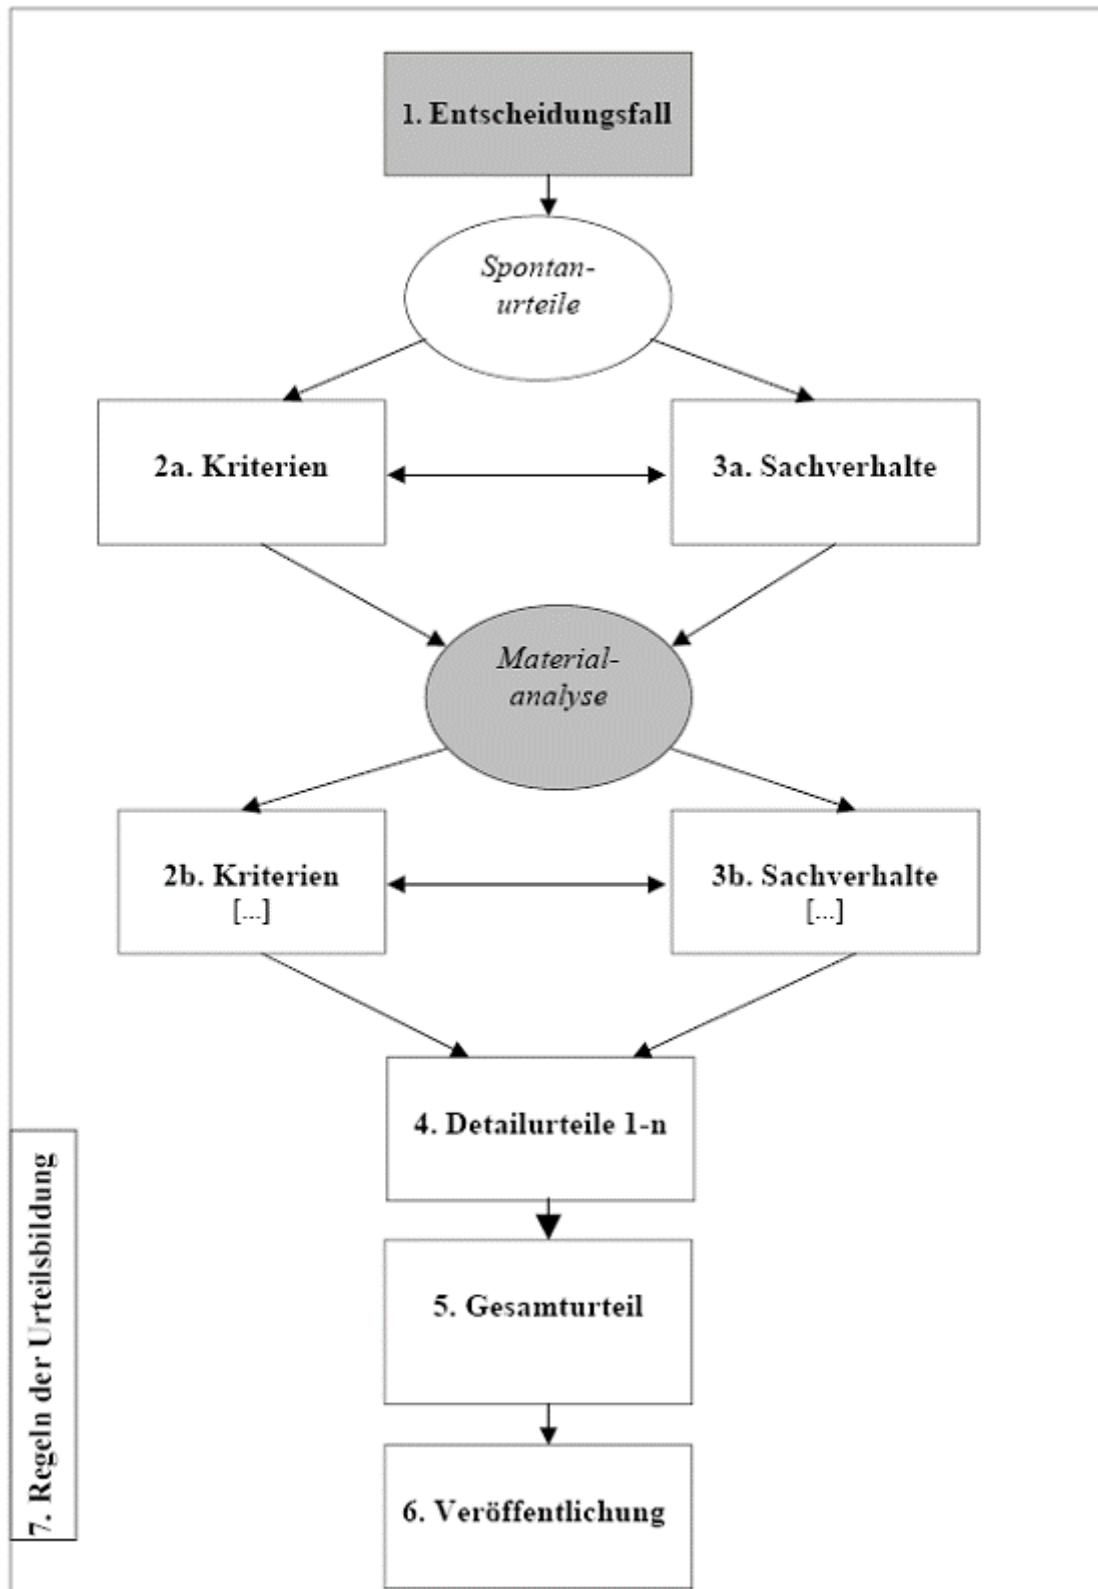 1. Entscheidungsfall
Spontan-
urteile
2a. Kriterien
3a. Sachverhalte
Material-
analyse
2b. Kriterien
[...]
3b. Sachverhalte
[...]
4. Detailurteile 1-n
5. Gesamturteil
6. Veröffentlichung
7. Regeln der Urteilsbildung